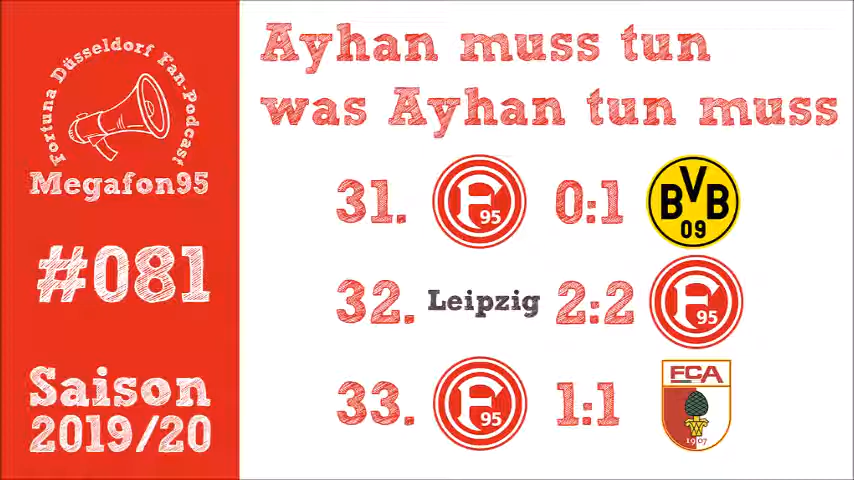 Fortuna Düsseldorf Fan-Podcast
Megafon95
#081
Saison
2019/20
Ayhan muss tun
was Ayhan tun muss
31. F 95 0:1 BVB 09
32. Leipzig 2:2 F 95
33. F 95 1:1 FCA 1907